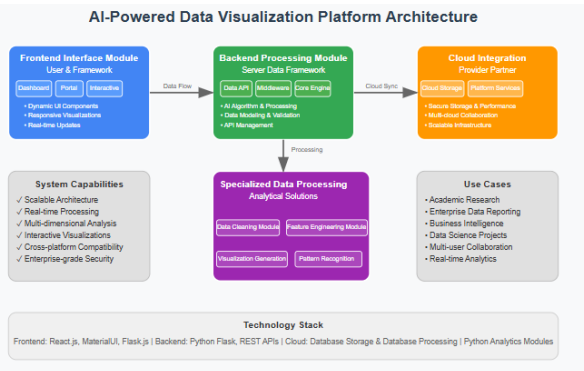 AI-Powered Data Visualization Platform Architecture
Frontend Interface Module
User & Framework
Dashboard
Portal
Interactive
• Dynamic UI Components
• Responsive Visualizations
• Real-time Updates
Data Flow
Backend Processing Module
Server Data Framework
Data API
Middleware
Core Engine
• AI Algorithm & Processing
• Data Modeling & Validation
• API Management
Cloud Sync
Cloud Integration
Provider Partner
Cloud Storage
Platform Services
• Secure Storage & Performance
• Multi-cloud Collaboration
• Scalable Infrastructure
Processing
System Capabilities
✓ Scalable Architecture
✓ Real-time Processing
✓ Multi-dimensional Analysis
✓ Interactive Visualizations
✓ Cross-platform Compatibility
✓ Enterprise-grade Security
Specialized Data Processing
Analytical Solutions
Data Cleaning Module
Feature Engineering Module
Visualization Generation
Pattern Recognition
Use Cases
• Academic Research
• Enterprise Data Reporting
• Business Intelligence
• Data Science Projects
• Multi-user Collaboration
• Real-time Analytics
Technology Stack
Frontend: React.js, MaterialUI, Flask.js | Backend: Python Flask, REST APIs | Cloud: Database Storage & Database Processing | Python Analytics Modules